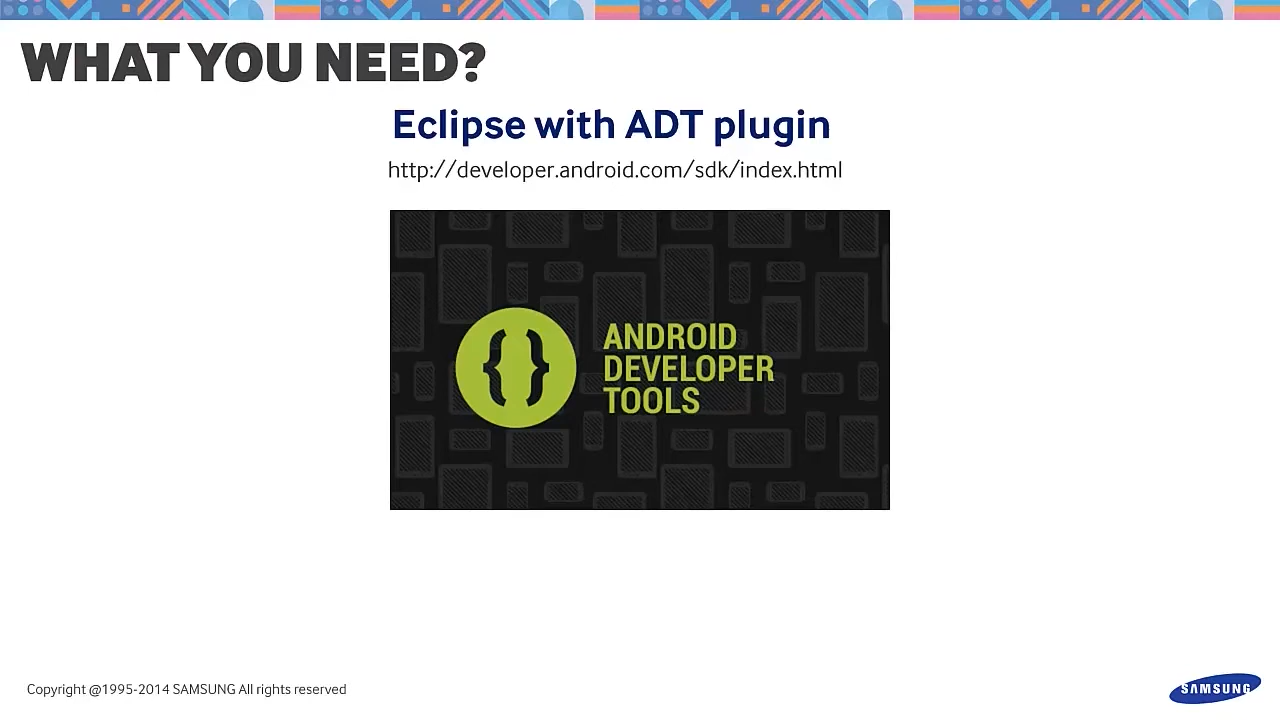 WHAT YOU NEED?
Eclipse with ADT plugin
http://developer.android.com/sdk/index.html
{ }
ANDROID
DEVELOPER
TOOLS
Copyright @1995-2014 SAMSUNG All rights reserved
SAMSUNG